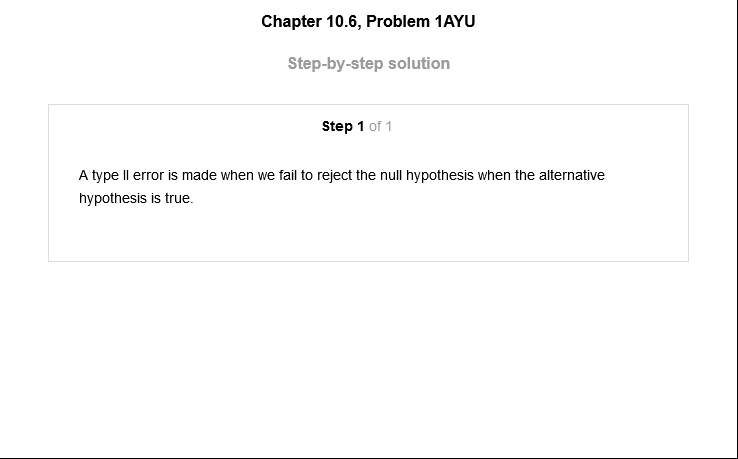 Chapter 10.6, Problem 1AYU
Step-by-step solution
Step 1 of 1
A type II error is made when we fail to reject the null hypothesis when the alternative
hypothesis is true.